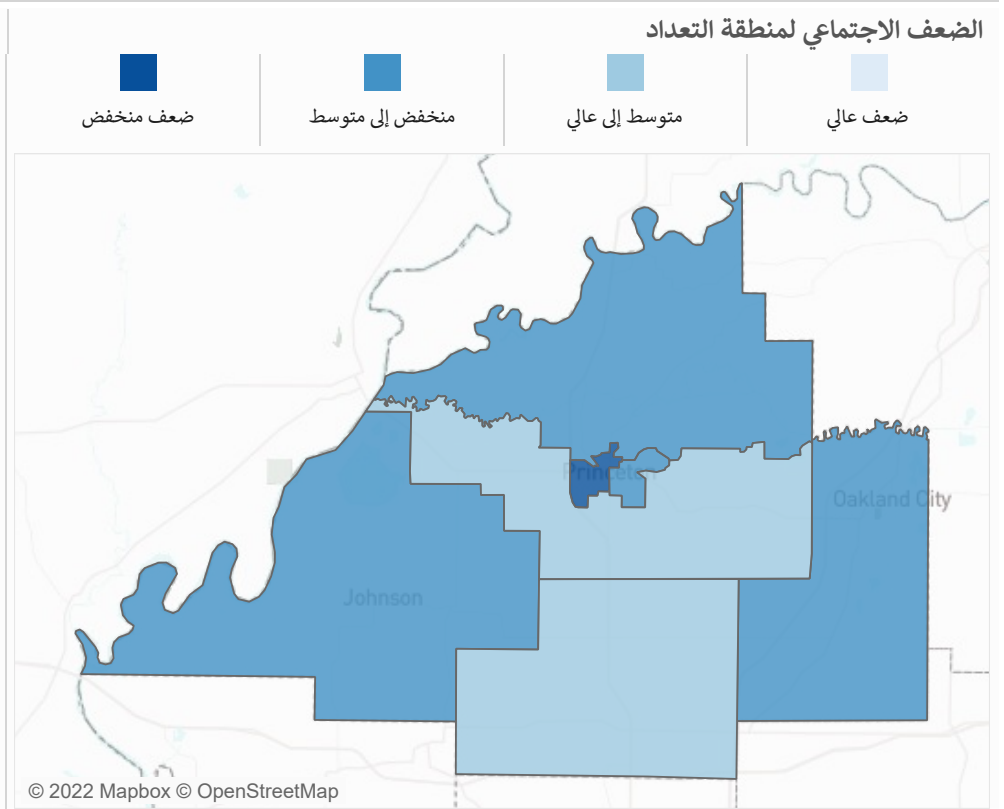 الضعف الاجتماعي لمنطقة التعداد
ضعف عالي
متوسط إلى عالي
منخفض إلى متوسط
ضعف منخفض
Princeton
Oakland City
Johnson
© 2022 Mapbox © OpenStreetMap